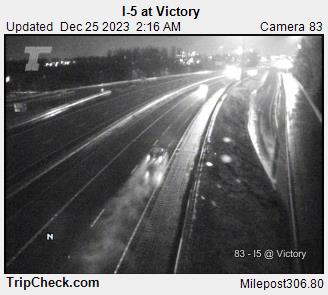 I-5 at Victory
Updated Dec 25 2023 2:16 AM Camera 83
T
N
83 - I5 @ Victory
TripCheck.com Milepost306.80